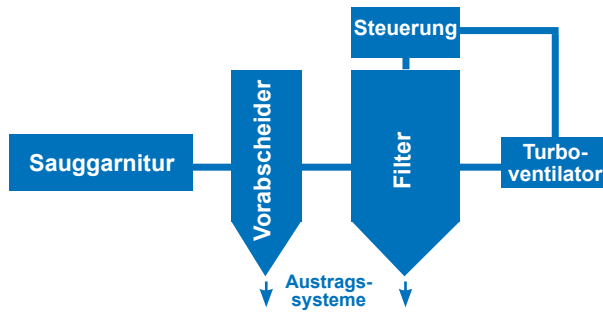 Steuerung
Sauggarnitur
Vorabscheider
Filter
Turbo-
ventilator
Austrags-
systeme